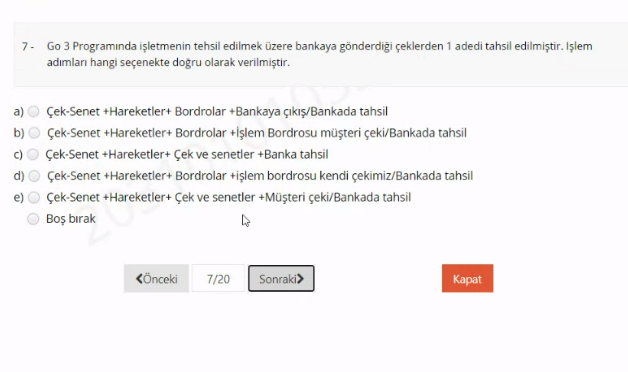 7 - Go 3 Programında işletmenin tehsil edilmek üzere bankaya gönderdiği çeklerden 1 adedi tahsil edilmiştir. İşlem
adımları hangi seçenekte doğru olarak verilmiştir.
a) Çek-Senet +Hareketler+ Bordrolar +Bankaya çıkış/Bankada tahsil
b) Çek-Senet +Hareketler+ Bordrolar +İşlem Bordrosu müşteri çeki/Bankada tahsil
c) Çek-Senet +Hareketler+ Çek ve senetler +Banka tahsil
d) Çek-Senet +Hareketler+ Bordrolar +işlem bordrosu kendi çekimiz/Bankada tahsil
e) Çek-Senet +Hareketler+ Çek ve senetler +Müşteri çeki/Bankada tahsil
Boş bırak
Önceki 7/20 Sonraki Kapat